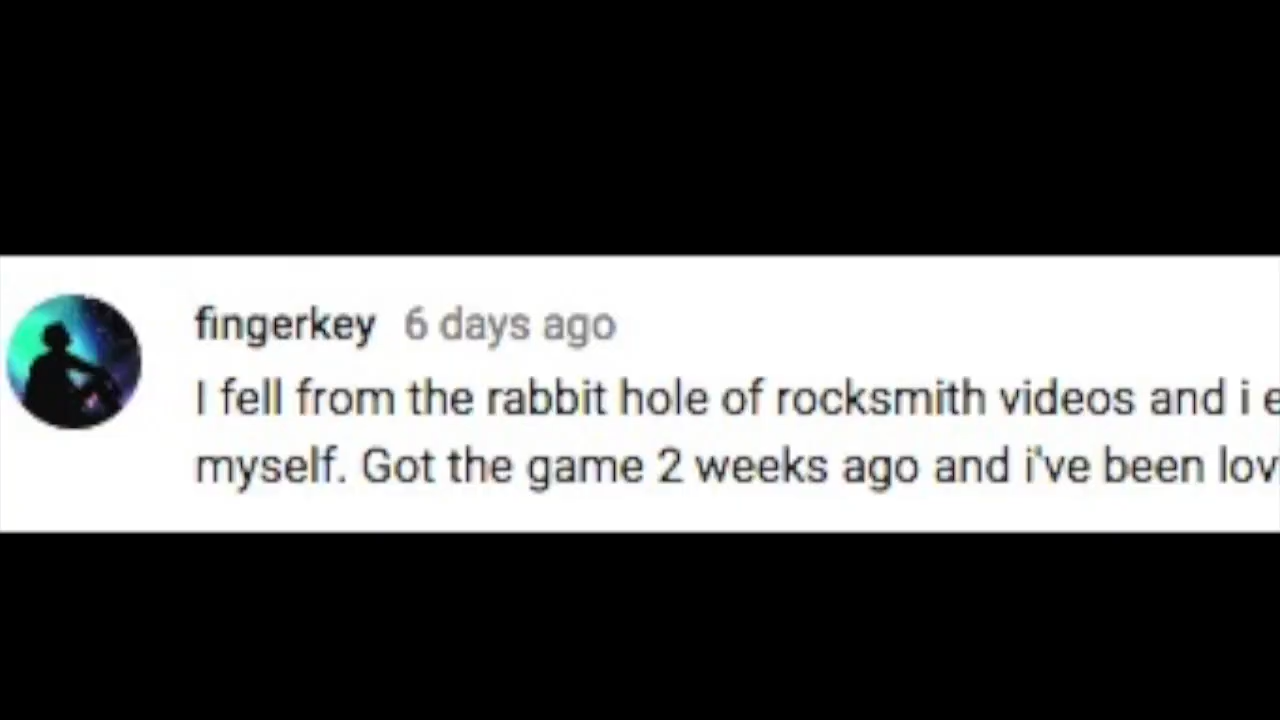 fingerkey 6 days ago
I fell from the rabbit hole of rocksmith videos and i e
myself. Got the game 2 weeks ago and i've been lov